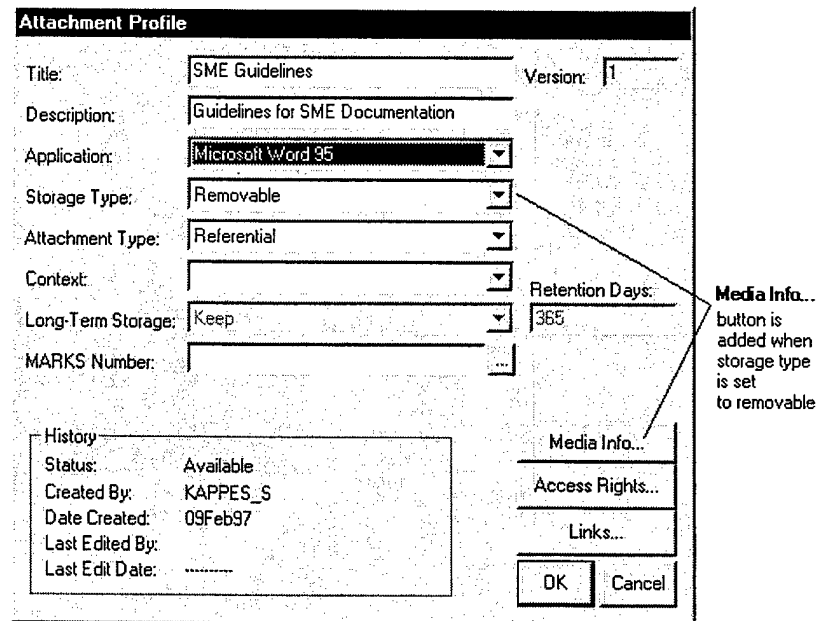 Attachment Profile
Title: SME Guidelines Version: 1
Description: Guidelines for SME Documentation
Application: Microsoft Word 95
Storage Type: Removable
Attachment Type: Referential
Context:
Retention Days:
Long-Term Storage: Keep 365
MARKS Number: ...
Media Info...
button is
added when
storage type
is set
to removable
History
Status: Available
Created By: KAPPES_S
Date Created: 09Feb97
Last Edited By:
Last Edit Date: ---------
Media Info...
Access Rights...
Links...
OK Cancel